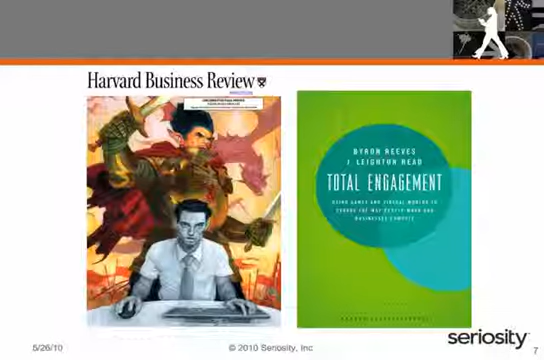 Harvard Business Review
BYRON REEVES
J. LEIGHTON READ
TOTAL ENGAGEMENT
USING GAMES AND VIRTUAL WORLDS TO
CHANGE THE WAY PEOPLE WORK AND
BUSINESSES COMPETE
seriosity
5/26/10
© 2010 Seriosity, Inc
7